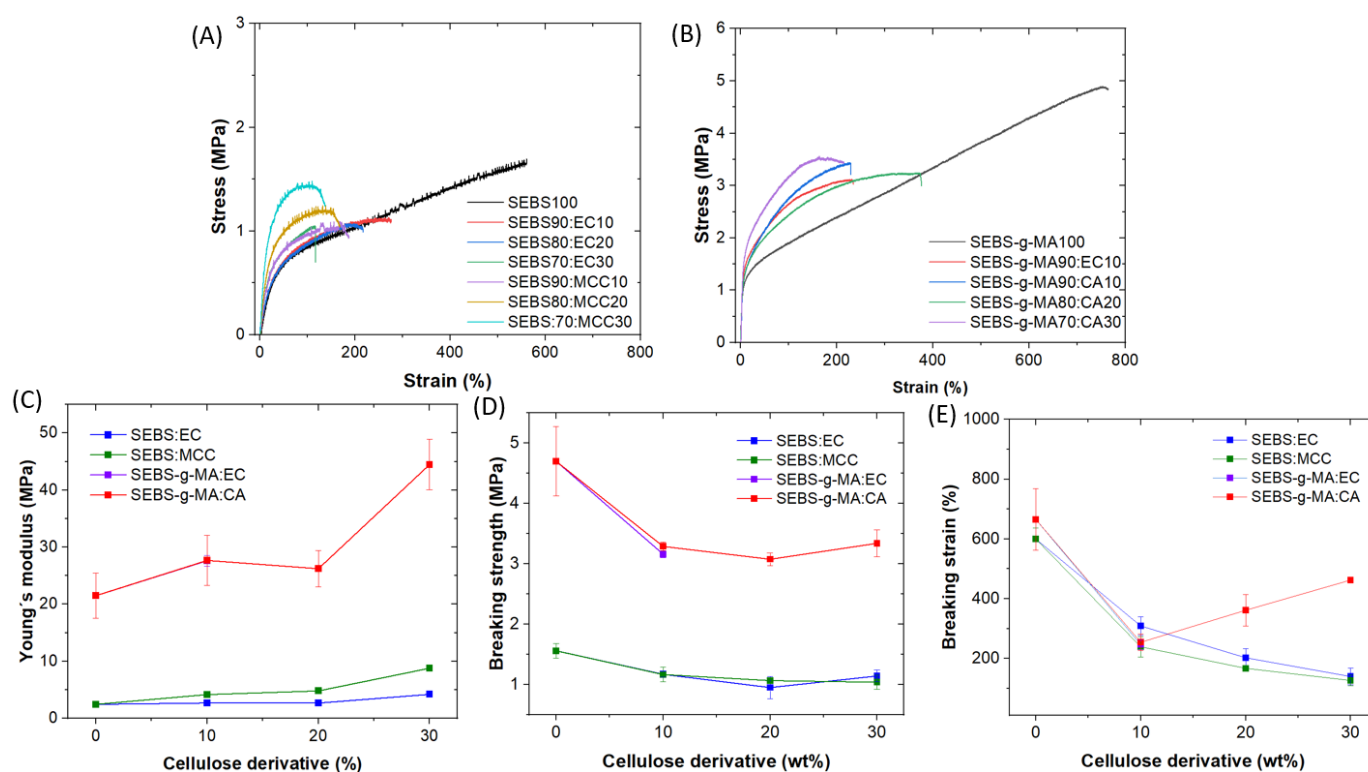 (A)
Stress (MPa)
3
2
1
0
0 200 400 600 800
Strain (%)
SEBS100
SEBS90:EC10
SEBS80:EC20
SEBS70:EC30
SEBS90:MCC10
SEBS80:MCC20
SEBS:70:MCC30
(B)
Stress (MPa)
6
5
4
3
2
1
0
0 200 400 600 800
Strain (%)
SEBS-g-MA100
SEBS-g-MA90:EC10
SEBS-g-MA90:CA10
SEBS-g-MA80:CA20
SEBS-g-MA70:CA30
(C)
Young´s modulus (MPa)
50
40
30
20
10
0
0 10 20 30
Cellulose derivative (%)
SEBS:EC
SEBS:MCC
SEBS-g-MA:EC
SEBS-g-MA:CA
(D)
Breaking strength (MPa)
5
4
3
2
1
0 10 20 30
Cellulose derivative (wt%)
SEBS:EC
SEBS:MCC
SEBS-g-MA:EC
SEBS-g-MA:CA
(E)
Breaking strain (%)
1000
800
600
400
200
0 10 20 30
Cellulose derivative (wt%)
SEBS:EC
SEBS:MCC
SEBS-g-MA:EC
SEBS-g-MA:CA